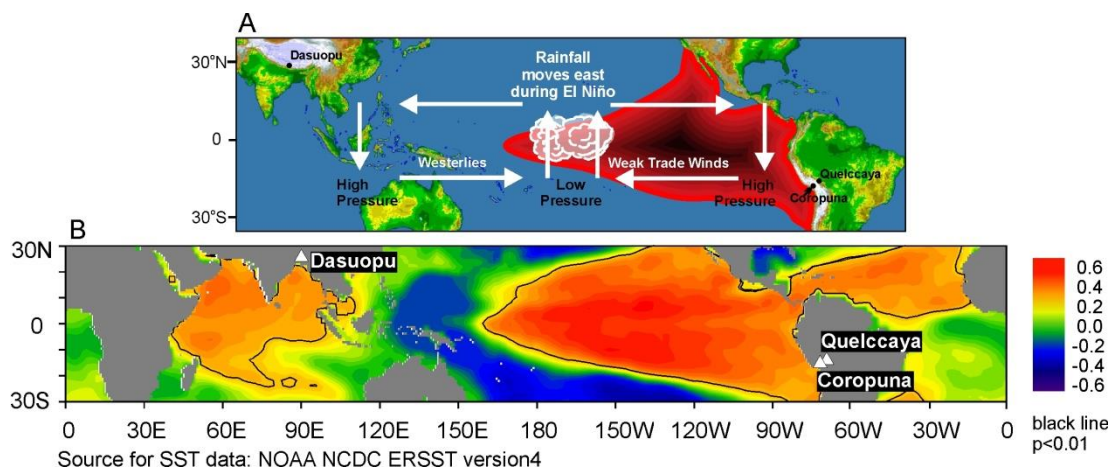 A
30°N
0
30°S
Dasuopu
Rainfall
moves east
during El Niño
Westerlies
Weak Trade Winds
High
Pressure
Low
Pressure
High
Pressure
Quelccaya
Coropuna
B
30N
0
30S
Dasuopu
Quelccaya
Coropuna
0 30E 60E 90E 120E 150E 180 150W 120W 90W 60W 30W 0
0.6
0.4
0.2
0.0
-0.2
-0.4
-0.6
black line
p<0.01
Source for SST data: NOAA NCDC ERSST version4